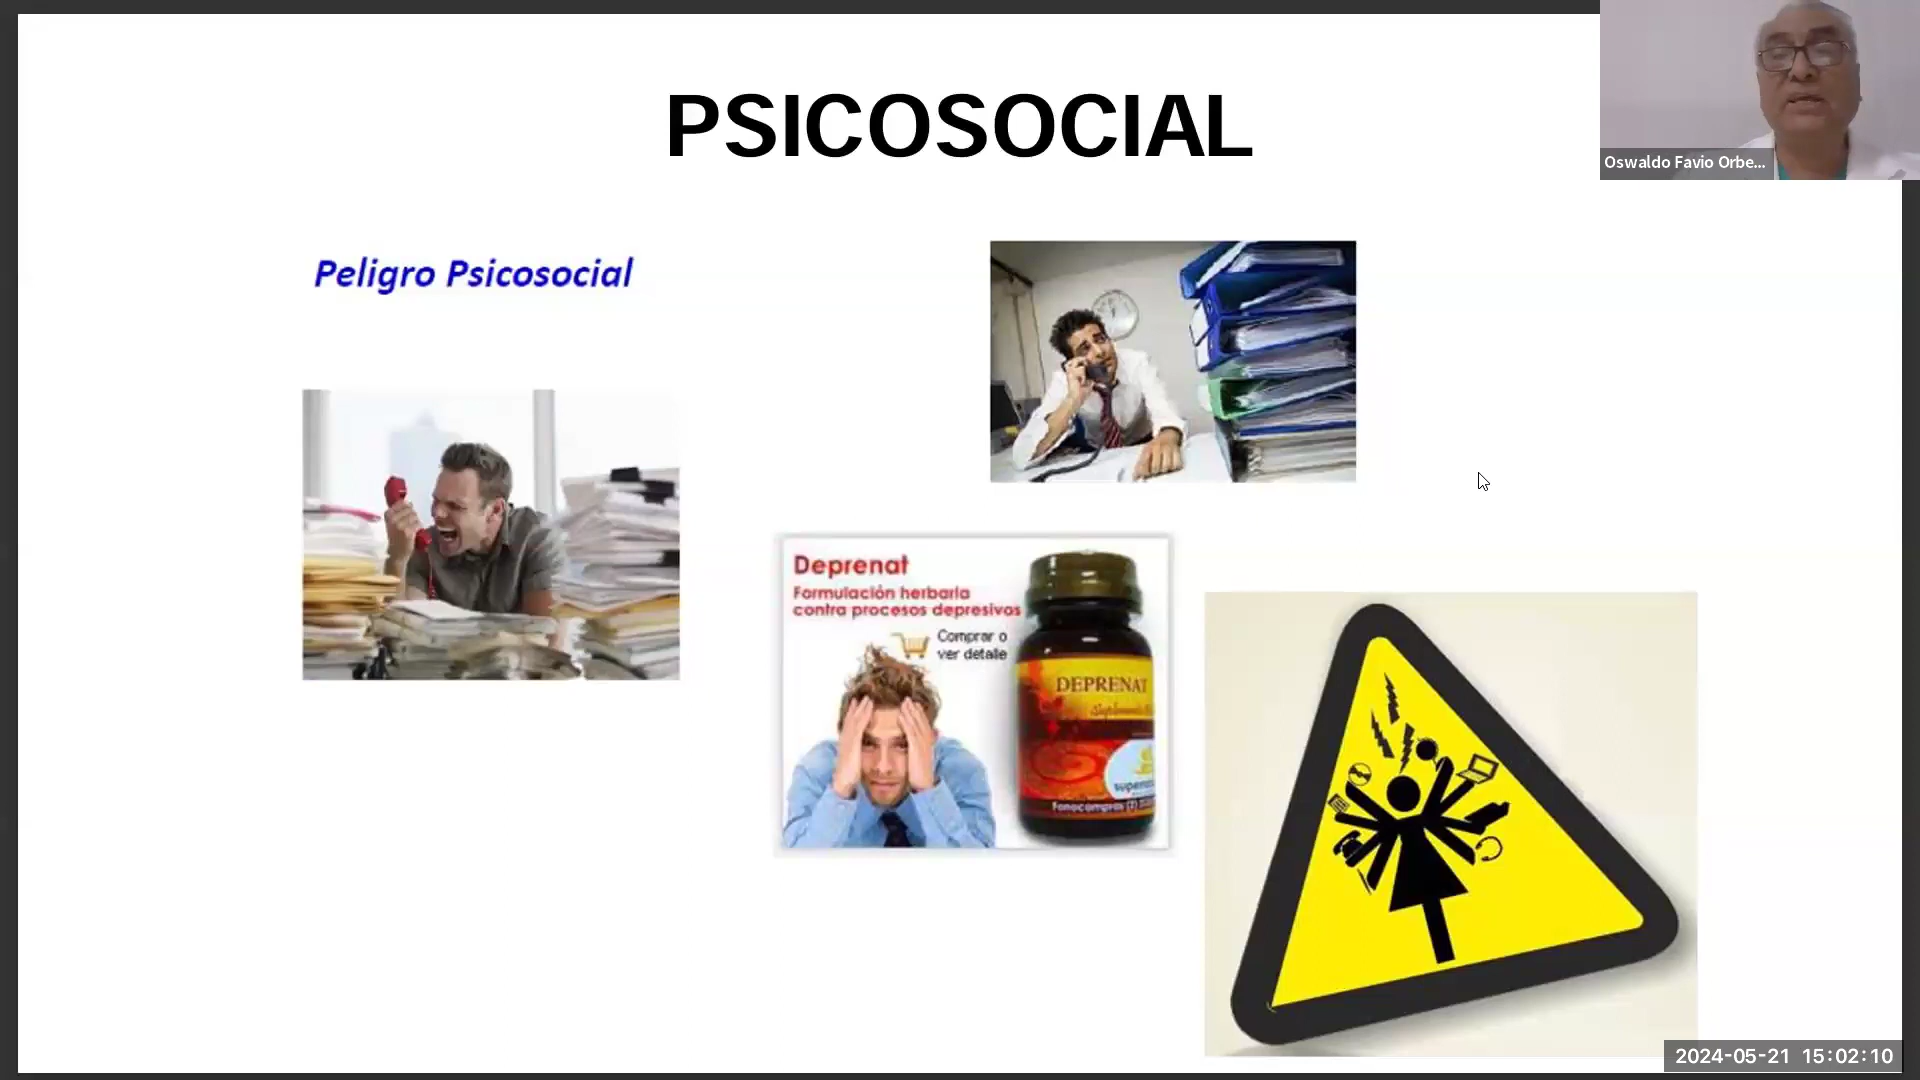 PSICOSOCIAL
Oswaldo Favio Orbe...
Peligro Psicosocial
Deprenat
Formulación herbaria
contra procesos depresivos
Comprar o
ver detalle
DEPRENAT
2024-05-21 15:02:10